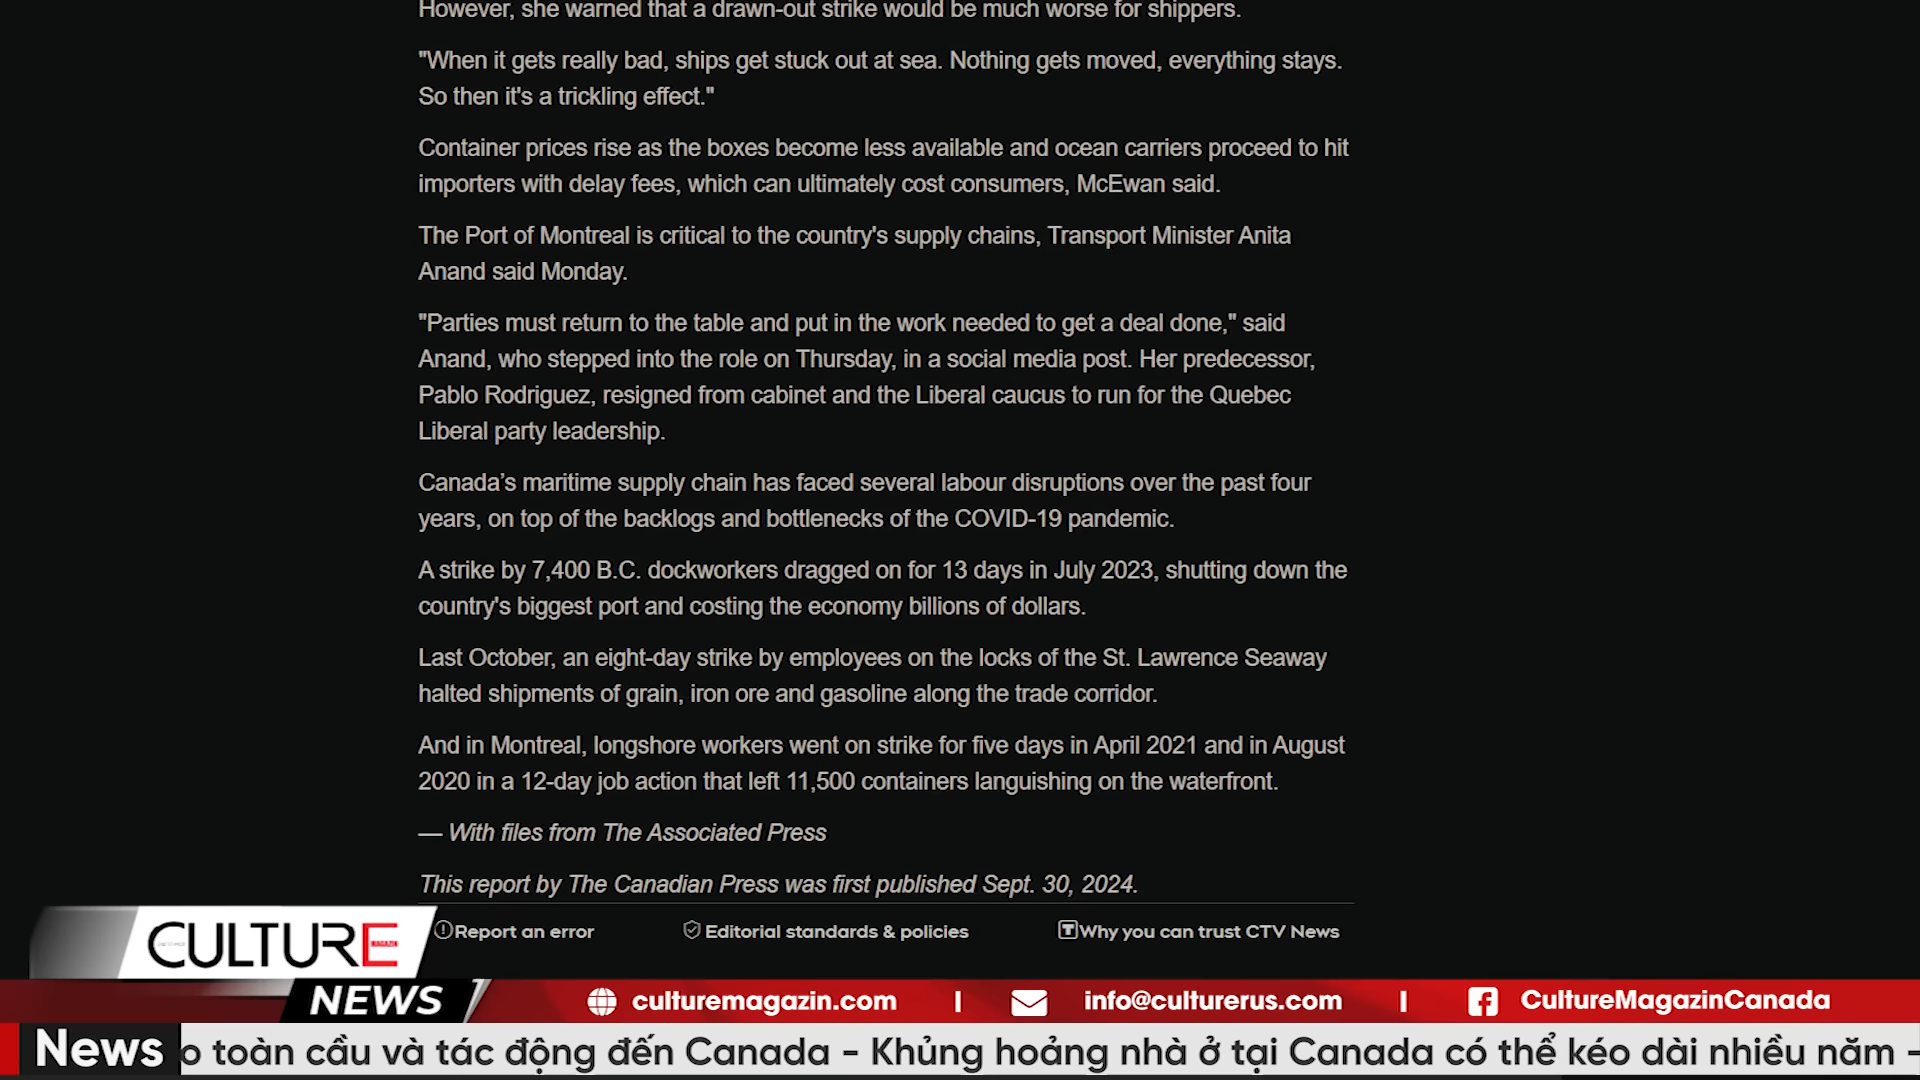 However, she warned that a drawn-out strike would be much worse for shippers.
"When it gets really bad, ships get stuck out at sea. Nothing gets moved, everything stays.
So then it's a trickling effect."
Container prices rise as the boxes become less available and ocean carriers proceed to hit
importers with delay fees, which can ultimately cost consumers, McEwan said.
The Port of Montreal is critical to the country's supply chains, Transport Minister Anita
Anand said Monday.
"Parties must return to the table and put in the work needed to get a deal done," said
Anand, who stepped into the role on Thursday, in a social media post. Her predecessor,
Pablo Rodriguez, resigned from cabinet and the Liberal caucus to run for the Quebec
Liberal party leadership.
Canada’s maritime supply chain has faced several labour disruptions over the past four
years, on top of the backlogs and bottlenecks of the COVID-19 pandemic.
A strike by 7,400 B.C. dockworkers dragged on for 13 days in July 2023, shutting down the
country's biggest port and costing the economy billions of dollars.
Last October, an eight-day strike by employees on the locks of the St. Lawrence Seaway
halted shipments of grain, iron ore and gasoline along the trade corridor.
And in Montreal, longshore workers went on strike for five days in April 2021 and in August
2020 in a 12-day job action that left 11,500 containers languishing on the waterfront.
— With files from The Associated Press
This report by The Canadian Press was first published Sept. 30, 2024.
Report an error Editorial standards & policies Why you can trust CTV News
CULTURE
NEWS
culturemagazin.com | info@culturerus.com | CultureMagazinCanada
News o toàn cầu và tác động đến Canada - Khủng hoảng nhà ở tại Canada có thể kéo dài nhiều năm -